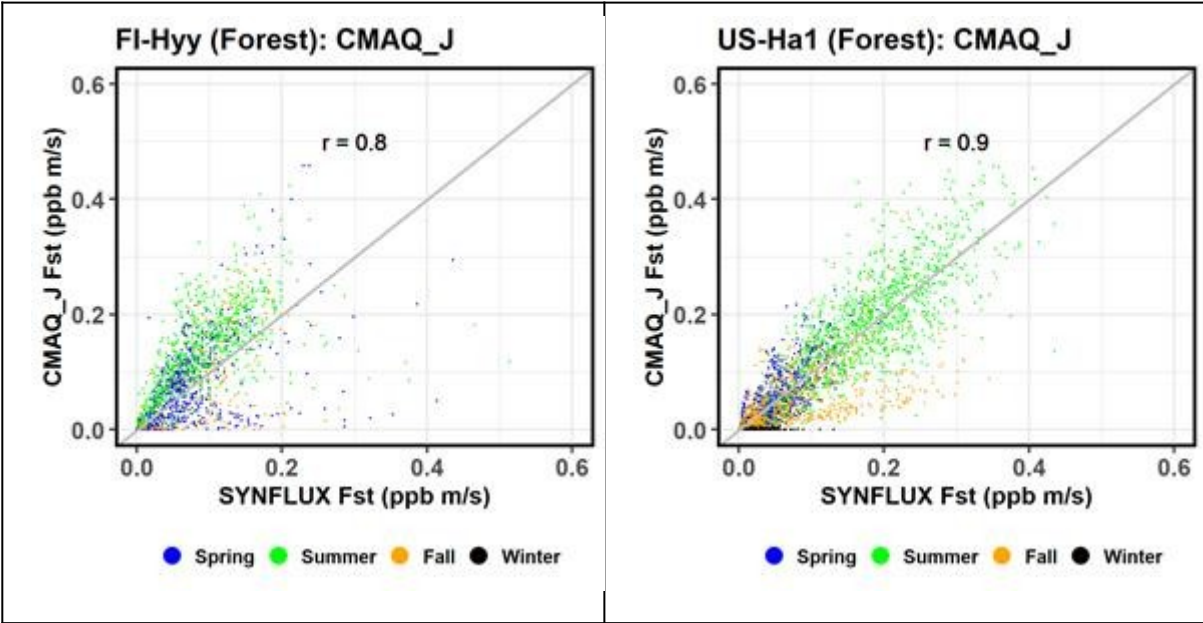 FI-Hyy (Forest): CMAQ_J
0.6
0.4
0.2
0.0
CMAQ_J Fst (ppb m/s)
r = 0.8
0.0 0.2 0.4 0.6
SYNFLUX Fst (ppb m/s)
Spring Summer Fall Winter
US-Ha1 (Forest): CMAQ_J
0.6
0.4
0.2
0.0
CMAQ_J Fst (ppb m/s)
r = 0.9
0.0 0.2 0.4 0.6
SYNFLUX Fst (ppb m/s)
Spring Summer Fall Winter